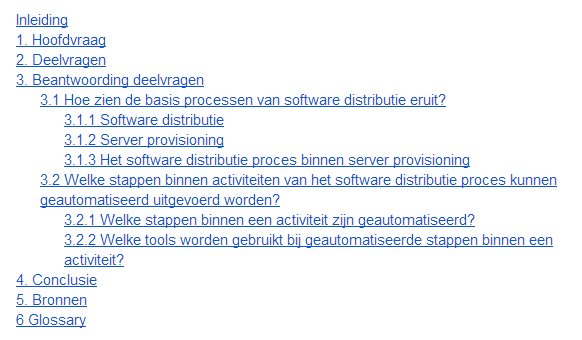 Inleiding
1. Hoofdvraag
2. Deelvragen
3. Beantwoording deelvragen
3.1 Hoe zien de basis processen van software distributie eruit?
3.1.1 Software distributie
3.1.2 Server provisioning
3.1.3 Het software distributie proces binnen server provisioning
3.2 Welke stappen binnen activiteiten van het software distributie proces kunnen
geautomatiseerd uitgevoerd worden?
3.2.1 Welke stappen binnen een activiteit zijn geautomatiseerd?
3.2.2 Welke tools worden gebruikt bij geautomatiseerde stappen binnen een
activiteit?
4. Conclusie
5. Bronnen
6 Glossary